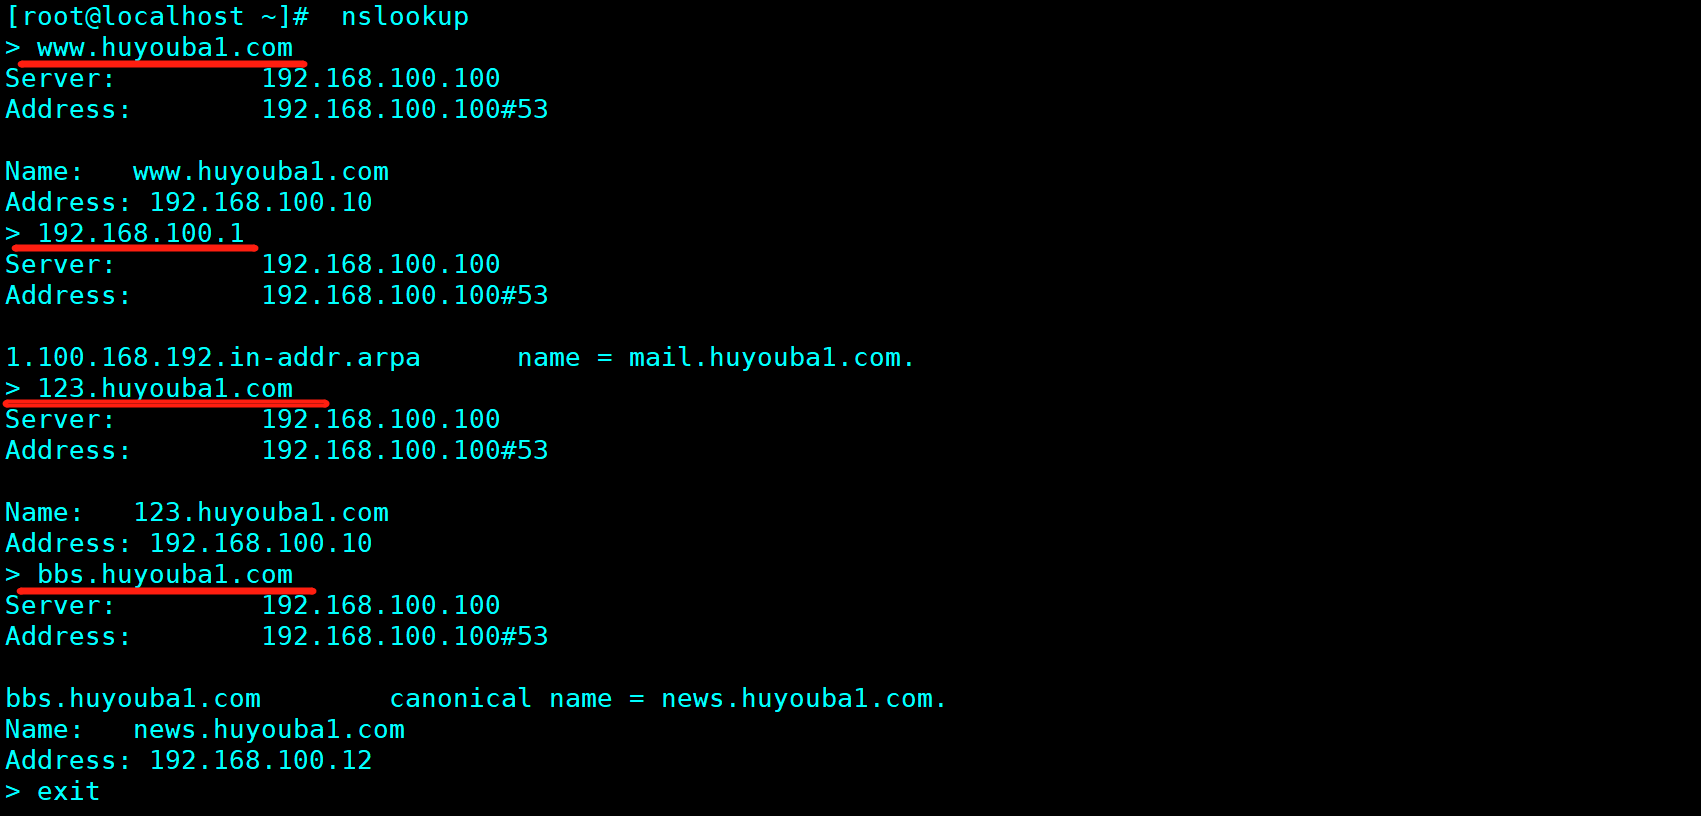 [root@localhost ~]#  nslookup
> www.huyouba1.com
Server:         192.168.100.100
Address:        192.168.100.100#53

Name:   www.huyouba1.com
Address: 192.168.100.10
> 192.168.100.1
Server:         192.168.100.100
Address:        192.168.100.100#53

1.100.168.192.in-addr.arpa      name = mail.huyouba1.com.
> 123.huyouba1.com
Server:         192.168.100.100
Address:        192.168.100.100#53

Name:   123.huyouba1.com
Address: 192.168.100.10
> bbs.huyouba1.com
Server:         192.168.100.100
Address:        192.168.100.100#53

bbs.huyouba1.com        canonical name = news.huyouba1.com.
Name:   news.huyouba1.com
Address: 192.168.100.12
> exit